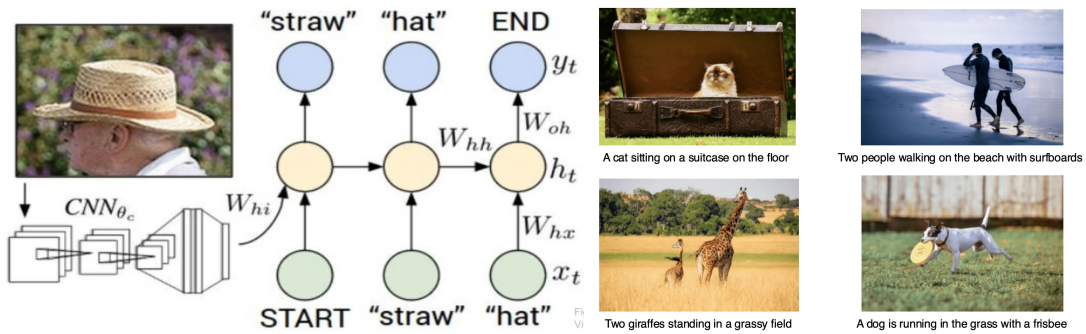 “straw” “hat” END
y_t
W_oh
W_hh
h_t
CNN_θ_c
W_hi
W_hx
x_t
START “straw” “hat”
A cat sitting on a suitcase on the floor
Two people walking on the beach with surfboards
Two giraffes standing in a grassy field
A dog is running in the grass with a frisbee